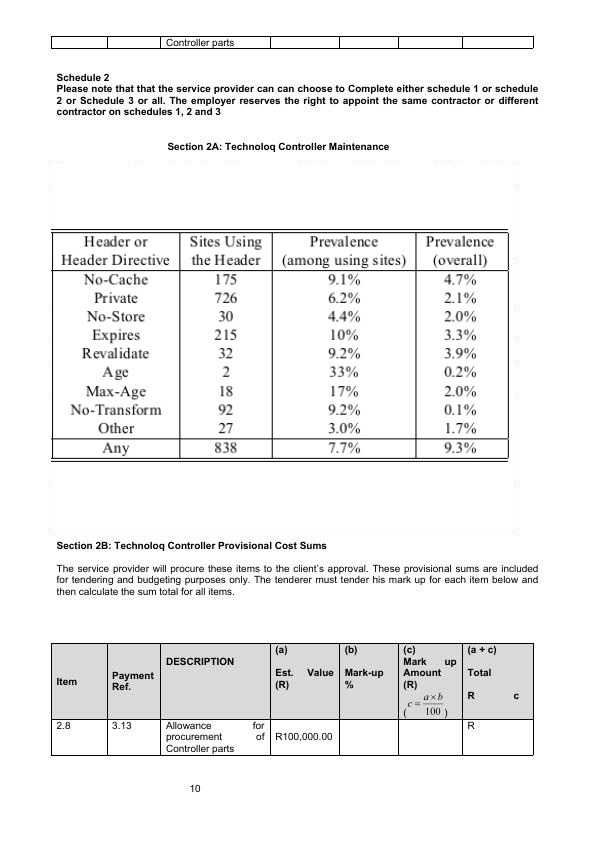 Controller parts
Schedule 2
Please note that that the service provider can can choose to Complete either schedule 1 or schedule
2 or Schedule 3 or all. The employer reserves the right to appoint the same contractor or different
contractor on schedules 1, 2 and 3
Section 2A: Technoloq Controller Maintenance
Header or Sites Using Prevalence Prevalence
Header Directive the Header (among using sites) (overall)
No-Cache 175 9.1% 4.7%
Private 726 6.2% 2.1%
No-Store 30 4.4% 2.0%
Expires 215 10% 3.3%
Revalidate 32 9.2% 3.9%
Age 2 33% 0.2%
Max-Age 18 17% 2.0%
No-Transform 92 9.2% 0.1%
Other 27 3.0% 1.7%
Any 838 7.7% 9.3%
Section 2B: Technoloq Controller Provisional Cost Sums
The service provider will procure these items to the client's approval. These provisional sums are included
for tendering and budgeting purposes only. The tenderer must tender his mark up for each item below and
then calculate the sum total for all items.
Item
Payment
Ref.
DESCRIPTION
(a)
Est. Value
(R)
(b)
Mark-up
%
(c)
Mark up
Amount
(R)
( c = a × b / 100 )
(a + c)
Total
R c
2.8
3.13
Allowance for
procurement of
Controller parts
R100,000.00
R
10